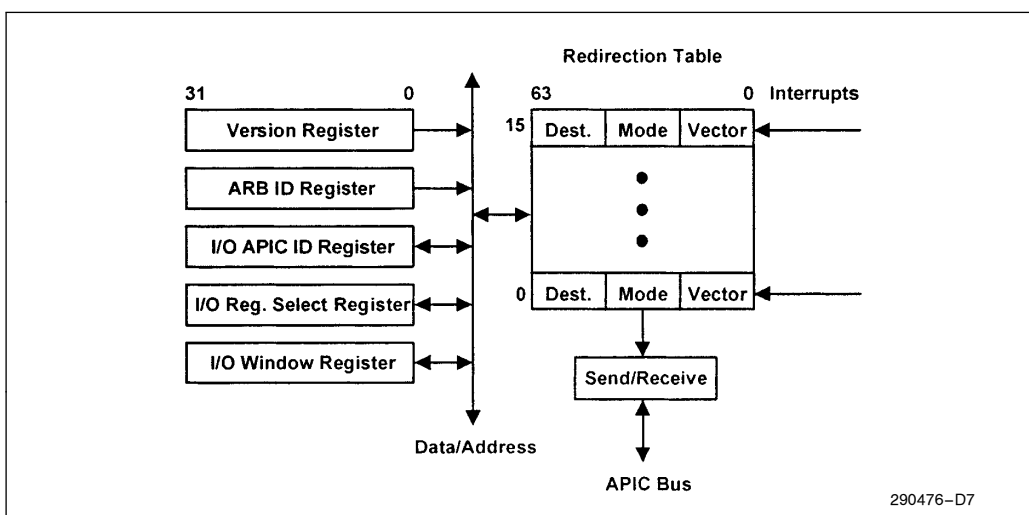 Redirection Table
31 0
63 0 Interrupts
Version Register
15 Dest. Mode Vector
ARB ID Register
I/O APIC ID Register
I/O Reg. Select Register
0 Dest. Mode Vector
I/O Window Register
Send/Receive
Data/Address
APIC Bus
290476–D7